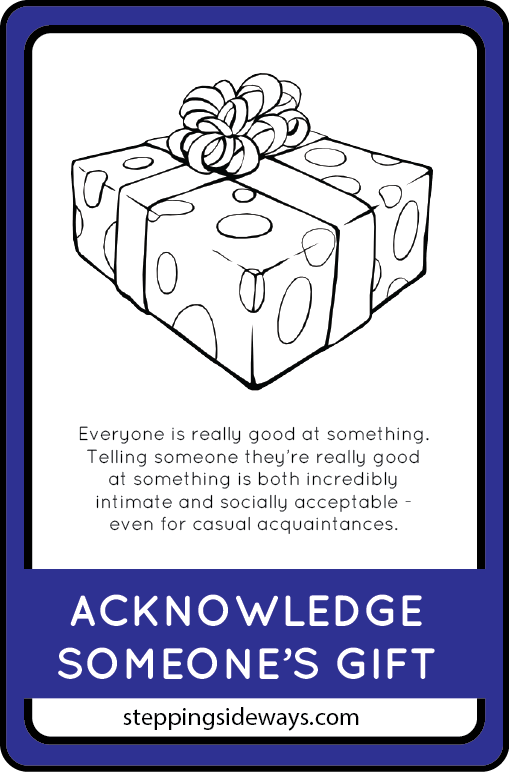 Everyone is really good at something.
Telling someone they're really good
at something is both incredibly
intimate and socially acceptable -
even for casual acquaintances.
ACKNOWLEDGE
SOMEONE'S GIFT
steppingsideways.com